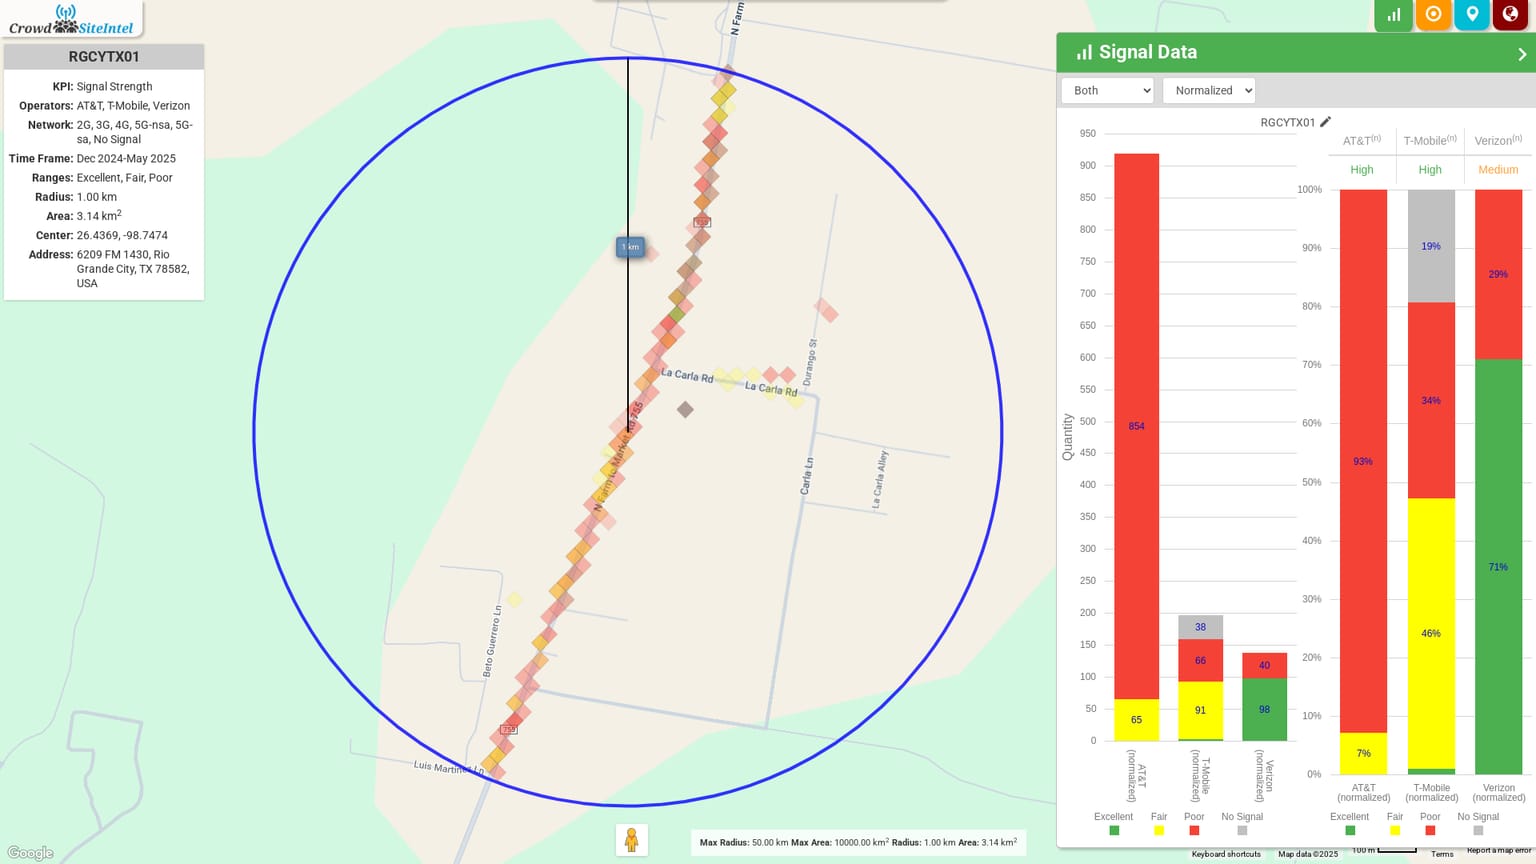 Crowd SiteIntel
RGCYTX01
KPI: Signal Strength
Operators: AT&T, T-Mobile, Verizon
Network: 2G, 3G, 4G, 5G-nsa, 5G-
sa, No Signal
Time Frame: Dec 2024-May 2025
Ranges: Excellent, Fair, Poor
Radius: 1.00 km
Area: 3.14 km²
Center: 26.4369, -98.7474
Address: 6209 FM 1430, Rio
Grande City, TX 78582,
USA
N Farm
755
1 km
Durango St
La Carla Rd
La Carla Rd
N Farm to Market Rd 755
Carla Ln
La Carla Alley
Beto Guerrero Ln
755
Luis Martinez Ln
Google
Max Radius: 50.00 km Max Area: 10000.00 km² Radius: 1.00 km Area: 3.14 km²
Signal Data
Both
Normalized
RGCYTX01
950
900
850
800
750
700
650
600
550
500
450
400
350
300
250
200
150
100
50
0
Quantity
854
65
38
66
91
40
98
AT&T
(normalized)
T-Mobile
(normalized)
Verizon
(normalized)
Excellent
Fair
Poor
No Signal
AT&T(n)
T-Mobile(n)
Verizon(n)
High
High
Medium
100%
90%
80%
70%
60%
50%
40%
30%
20%
10%
0%
93%
7%
19%
34%
46%
29%
71%
AT&T
(normalized)
T-Mobile
(normalized)
Verizon
(normalized)
Excellent
Fair
Poor
No Signal
Keyboard shortcuts
Map data ©2025
100 m
Terms
Report a map error